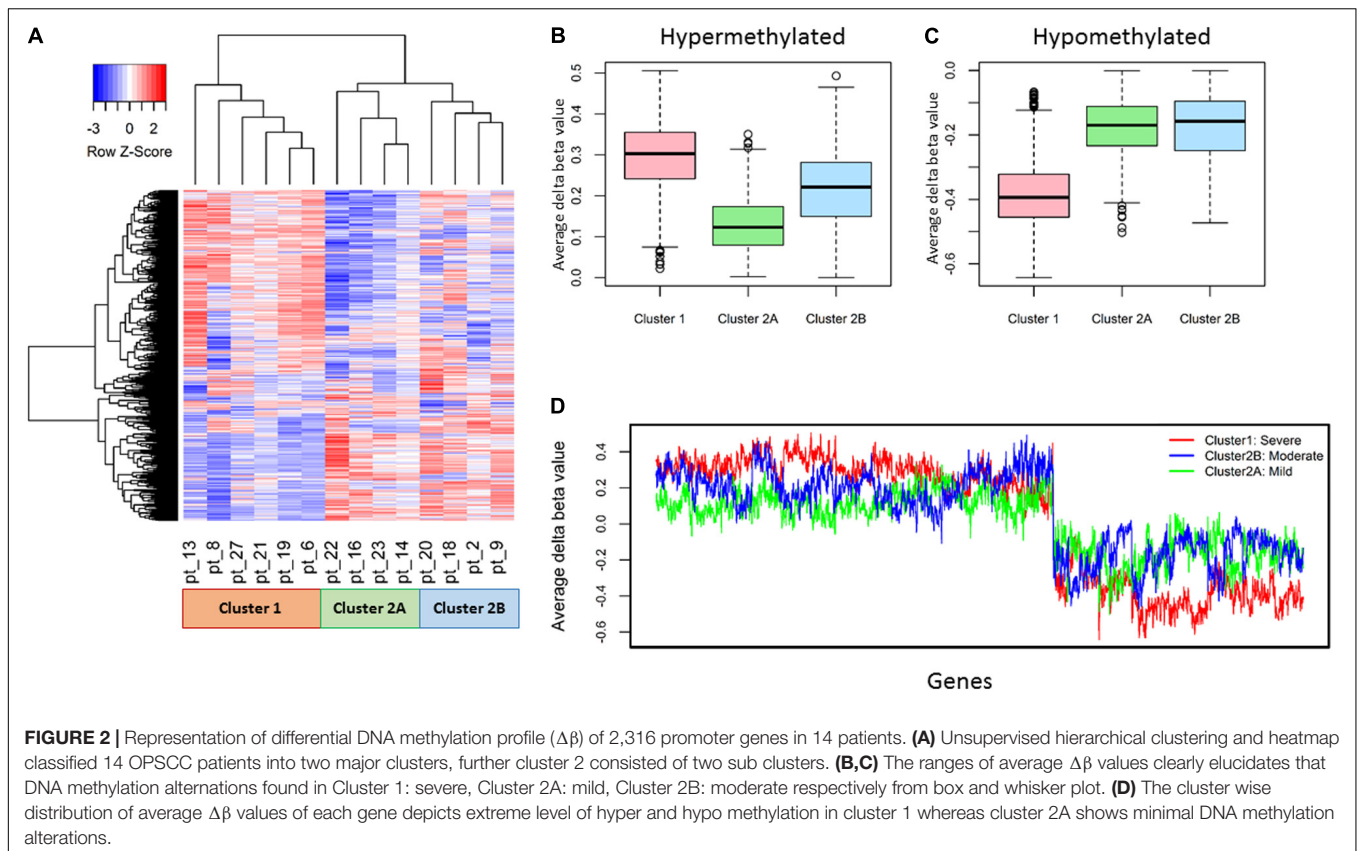 A
-3 0 2
Row Z-Score
pt_13
pt_8
pt_27
pt_21
pt_19
pt_6
pt_22
pt_16
pt_23
pt_14
pt_20
pt_18
pt_2
pt_9
Cluster 1 Cluster 2A Cluster 2B
B
Hypermethylated
Average delta beta value
0.5
0.4
0.3
0.2
0.1
0.0
Cluster 1 Cluster 2A Cluster 2B
C
Hypomethylated
Average delta beta value
0.0
-0.2
-0.4
-0.6
Cluster 1 Cluster 2A Cluster 2B
D
Average delta beta value
0.4
0.2
0.0
-0.2
-0.4
-0.6
Cluster1: Severe
Cluster2B: Moderate
Cluster2A: Mild
Genes
FIGURE 2 | Representation of differential DNA methylation profile (Δβ) of 2,316 promoter genes in 14 patients. (A) Unsupervised hierarchical clustering and heatmap
classified 14 OPSCC patients into two major clusters, further cluster 2 consisted of two sub clusters. (B,C) The ranges of average Δβ values clearly elucidates that
DNA methylation alternations found in Cluster 1: severe, Cluster 2A: mild, Cluster 2B: moderate respectively from box and whisker plot. (D) The cluster wise
distribution of average Δβ values of each gene depicts extreme level of hyper and hypo methylation in cluster 1 whereas cluster 2A shows minimal DNA methylation
alterations.